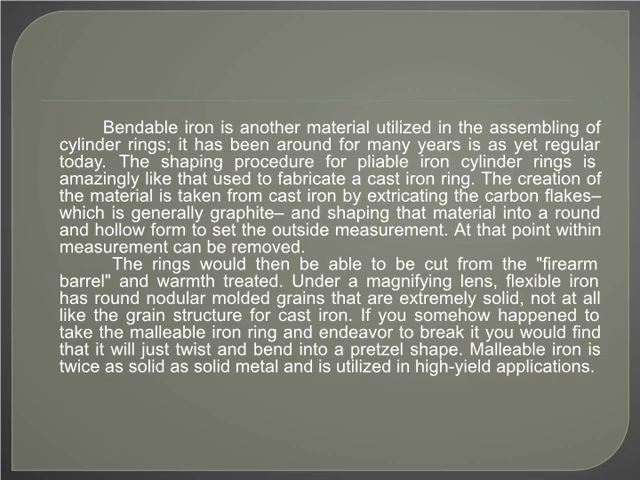 Bendable iron is another material utilized in the assembling of
cylinder rings; it has been around for many years is as yet regular
today. The shaping procedure for pliable iron cylinder rings is
amazingly like that used to fabricate a cast iron ring. The creation of
the material is taken from cast iron by extricating the carbon flakes–
which is generally graphite– and shaping that material into a round
and hollow form to set the outside measurement. At that point within
measurement can be removed.
The rings would then be able to be cut from the "firearm
barrel" and warmth treated. Under a magnifying lens, flexible iron
has round nodular molded grains that are extremely solid, not at all
like the grain structure for cast iron. If you somehow happened to
take the malleable iron ring and endeavor to break it you would find
that it will just twist and bend into a pretzel shape. Malleable iron is
twice as solid as solid metal and is utilized in high-yield applications.